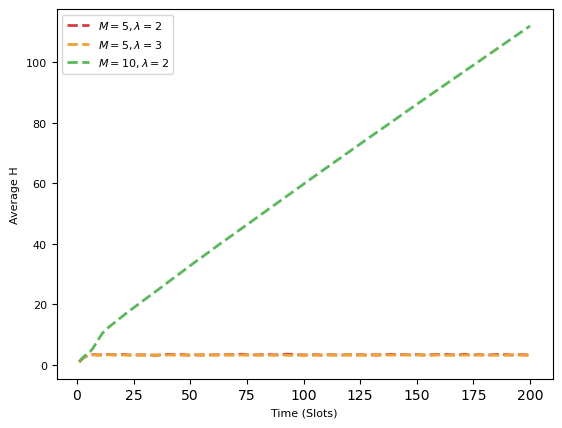 M = 5, λ = 2
M = 5, λ = 3
M = 10, λ = 2
100
80
60
40
20
0
Average H
0 25 50 75 100 125 150 175 200
Time (Slots)